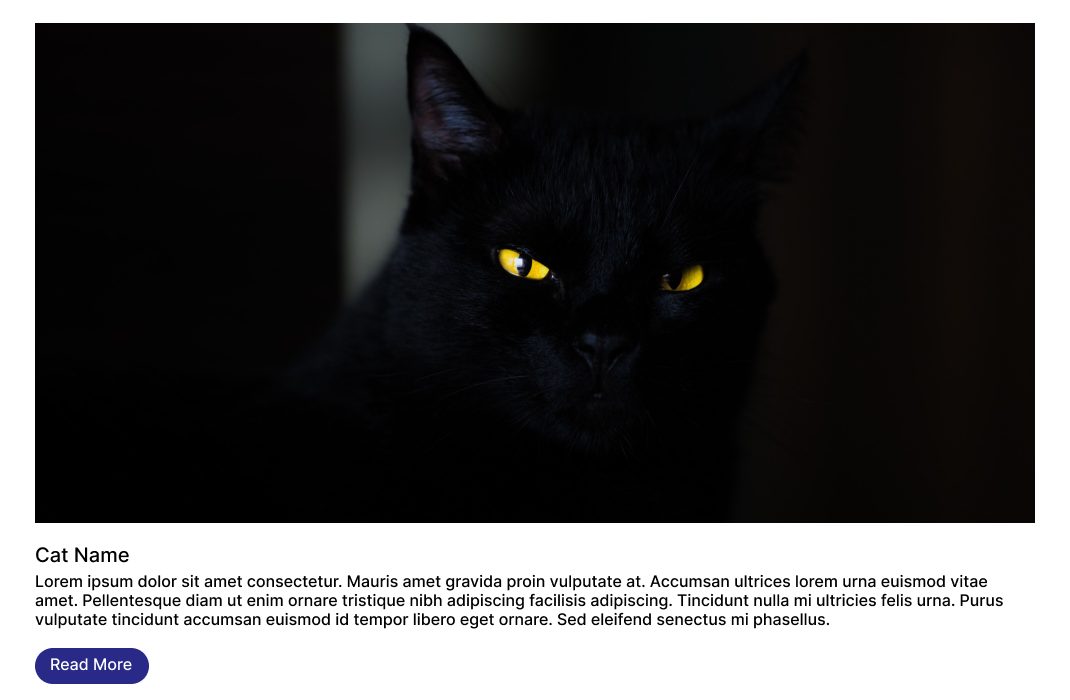 Cat Name
Lorem ipsum dolor sit amet consectetur. Mauris amet gravida proin vulputate at. Accumsan ultrices lorem urna euismod vitae
amet. Pellentesque diam ut enim ornare tristique nibh adipiscing facilisis adipiscing. Tincidunt nulla mi ultricies felis urna. Purus
vulputate tincidunt accumsan euismod id tempor libero eget ornare. Sed eleifend senectus mi phasellus.
Read More